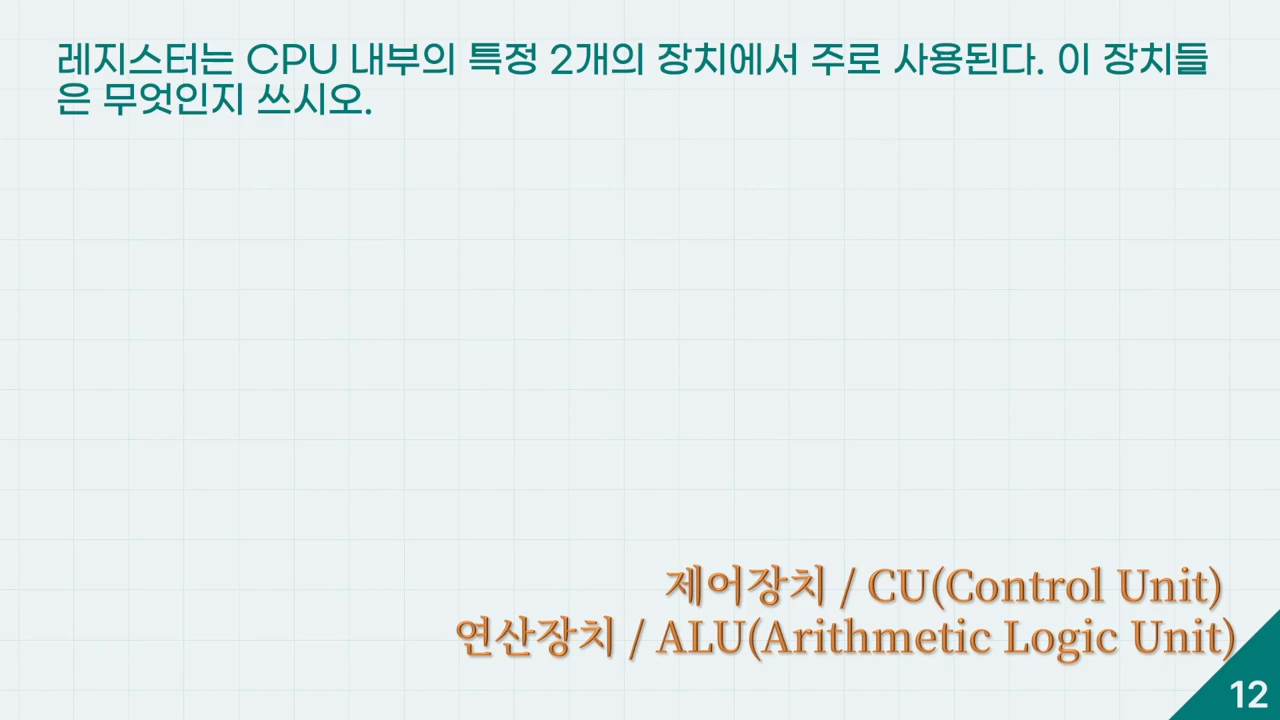 레지스터는 CPU 내부의 특정 2개의 장치에서 주로 사용된다. 이 장치들
은 무엇인지 쓰시오.
제어장치 / CU(Control Unit)
연산장치 / ALU(Arithmetic Logic Unit)
12